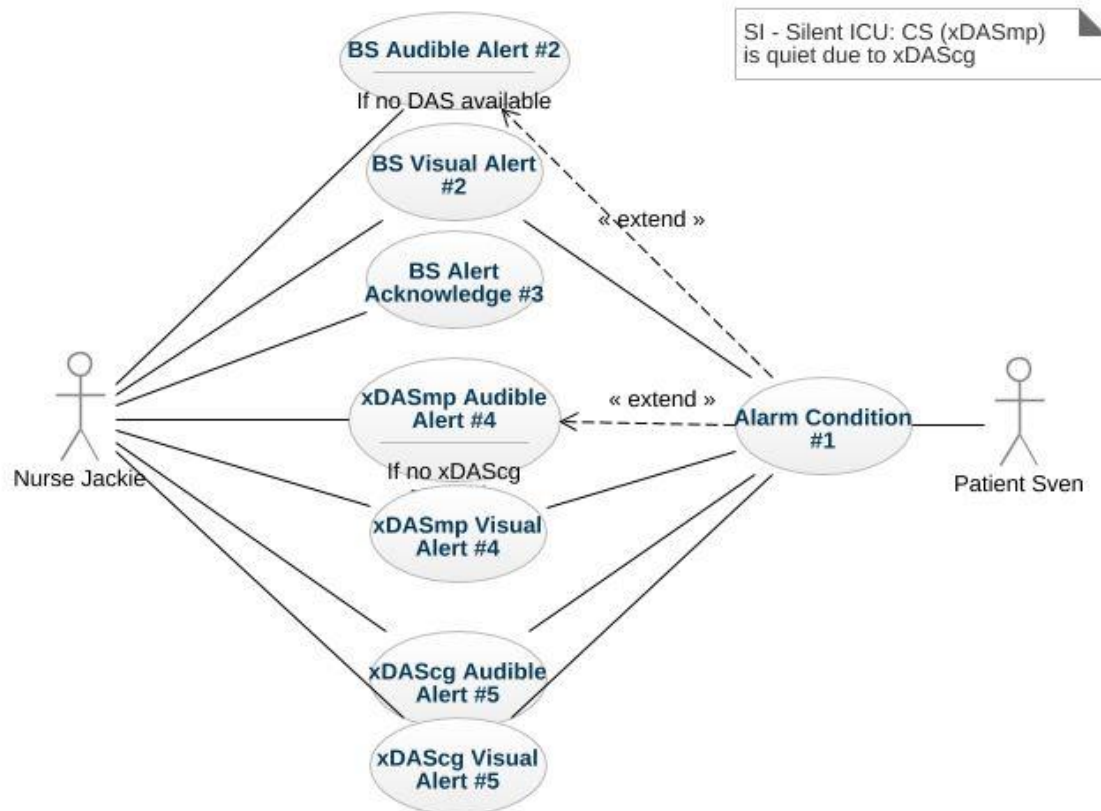 SI - Silent ICU: CS (xDASmp)
is quiet due to xDAScg
BS Audible Alert #2
If no DAS available
BS Visual Alert
#2
« extend »
BS Alert
Acknowledge #3
xDASmp Audible
Alert #4
If no xDAScg
« extend »
Alarm Condition
#1
Nurse Jackie
Patient Sven
xDASmp Visual
Alert #4
xDAScg Audible
Alert #5
xDAScg Visual
Alert #5